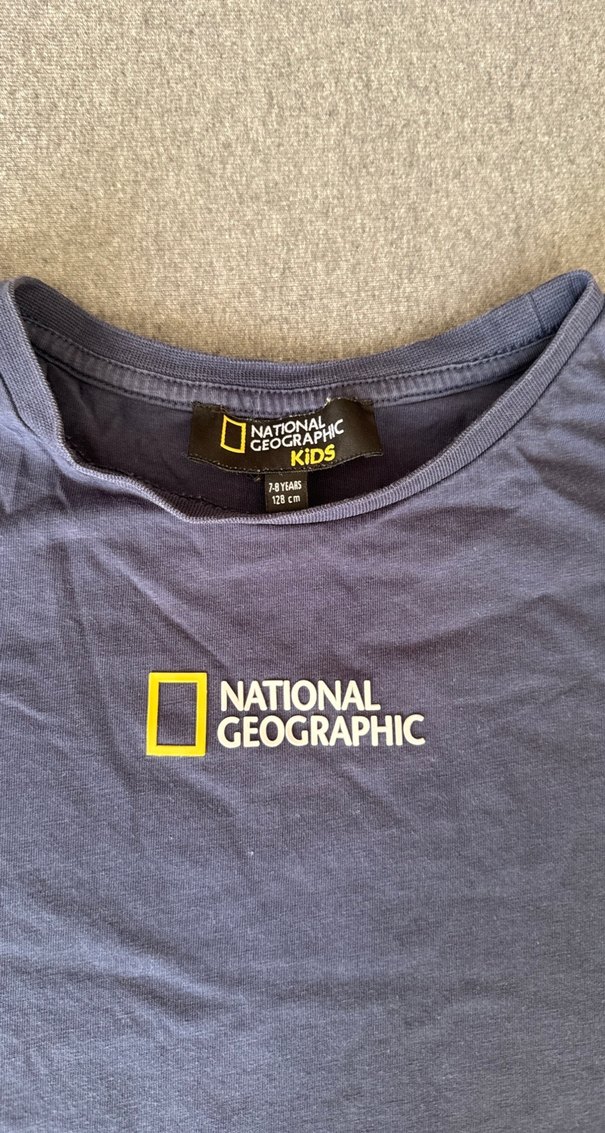 NATIONAL
GEOGRAPHIC
KiDS
7-8 YEARS
128 cm
NATIONAL
GEOGRAPHIC